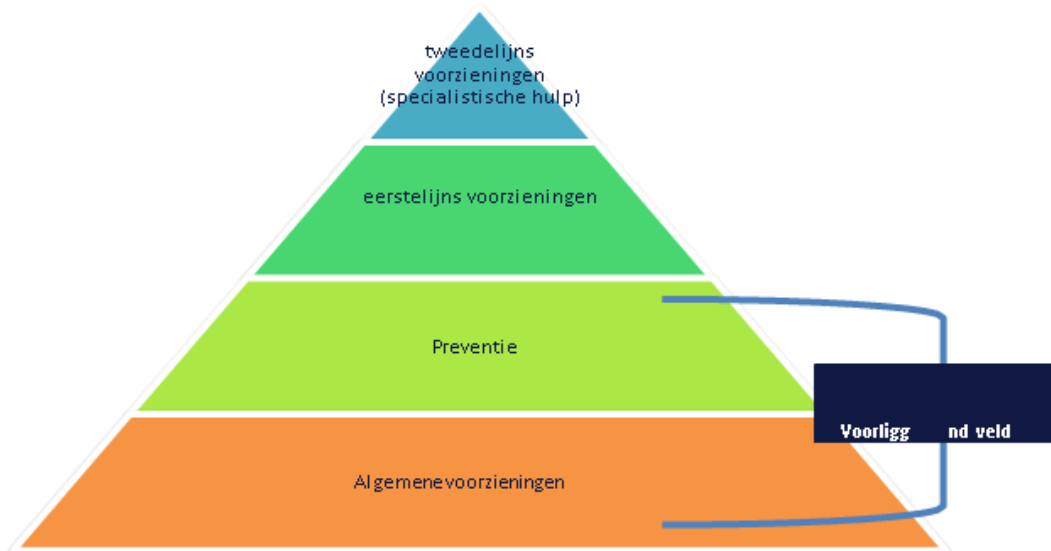 tweedelijns
voorzieningen
(specialistische hulp)
eerstelijns voorzieningen
Preventie
Voorligg nd veld
Algemenevoorzieningen